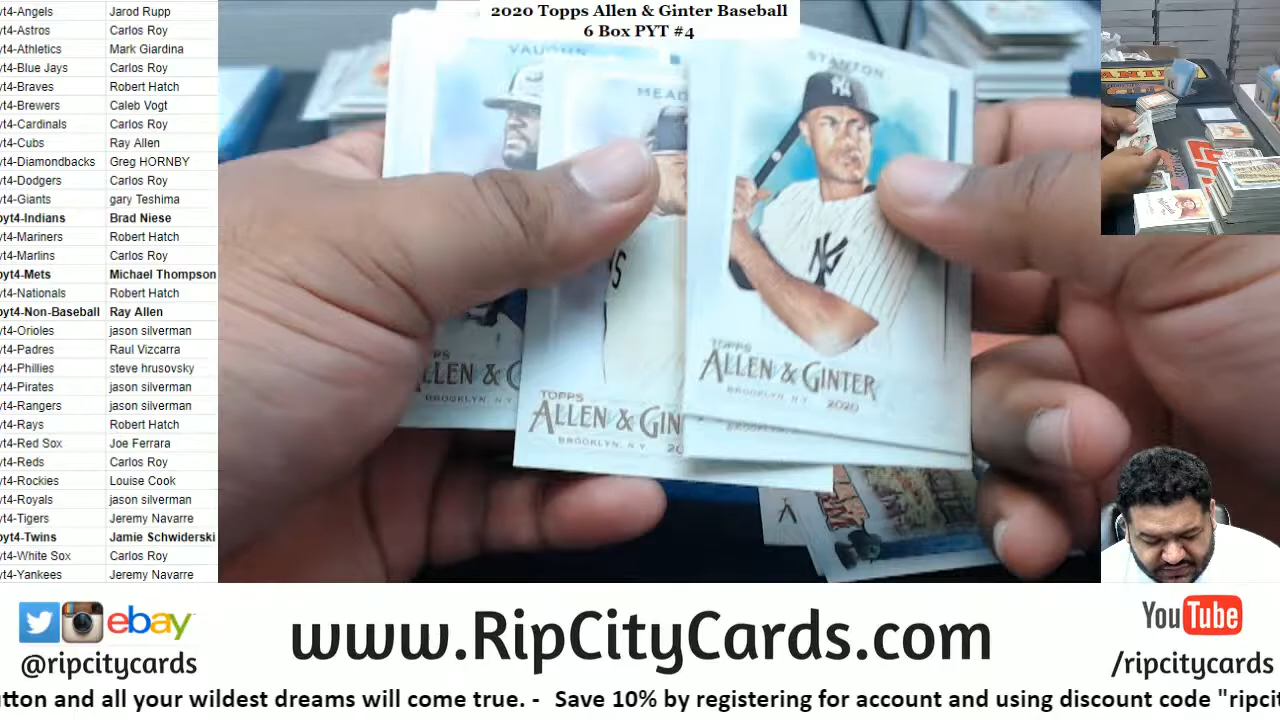 2020 Topps Allen & Ginter Baseball
6 Box PYT #4
yt4-Angels Jarod Rupp
yt4-Astros Carlos Roy
yt4-Athletics Mark Giardina
yt4-Blue Jays Carlos Roy
yt4-Braves Robert Hatch
yt4-Brewers Caleb Vogt
yt4-Cardinals Carlos Roy
yt4-Cubs Ray Allen
yt4-Diamondbacks Greg HORNBY
yt4-Dodgers Carlos Roy
yt4-Giants gary Teshima
pyt4-Indians Brad Niese
yt4-Mariners Robert Hatch
yt4-Marlins Carlos Roy
pyt4-Mets Michael Thompson
yt4-Nationals Robert Hatch
pyt4-Non-Baseball Ray Allen
yt4-Orioles jason silverman
yt4-Padres Raul Vizcarra
yt4-Phillies steve hrusovsky
yt4-Pirates jason silverman
yt4-Rangers jason silverman
yt4-Rays Robert Hatch
yt4-Red Sox Joe Ferrara
yt4-Reds Carlos Roy
yt4-Rockies Louise Cook
yt4-Royals jason silverman
yt4-Tigers Jeremy Navarre
pyt4-Twins Jamie Schwiderski
yt4-White Sox Carlos Roy
yt4-Yankees Jeremy Navarre
VAUGHN
LLEN & G
BROOKLYN, N.Y.
MEAD
TOPPS
ALLEN & GIN
BROOKLYN, N.Y. 20
STANTON
NY
NY
TOPPS
ALLEN & GINTER
BROOKLYN, N.Y. 2020
ebay
@ripcitycards
www.RipCityCards.com
YouTube
/ripcitycards
utton and all your wildest dreams will come true. - Save 10% by registering for account and using discount code "ripcit